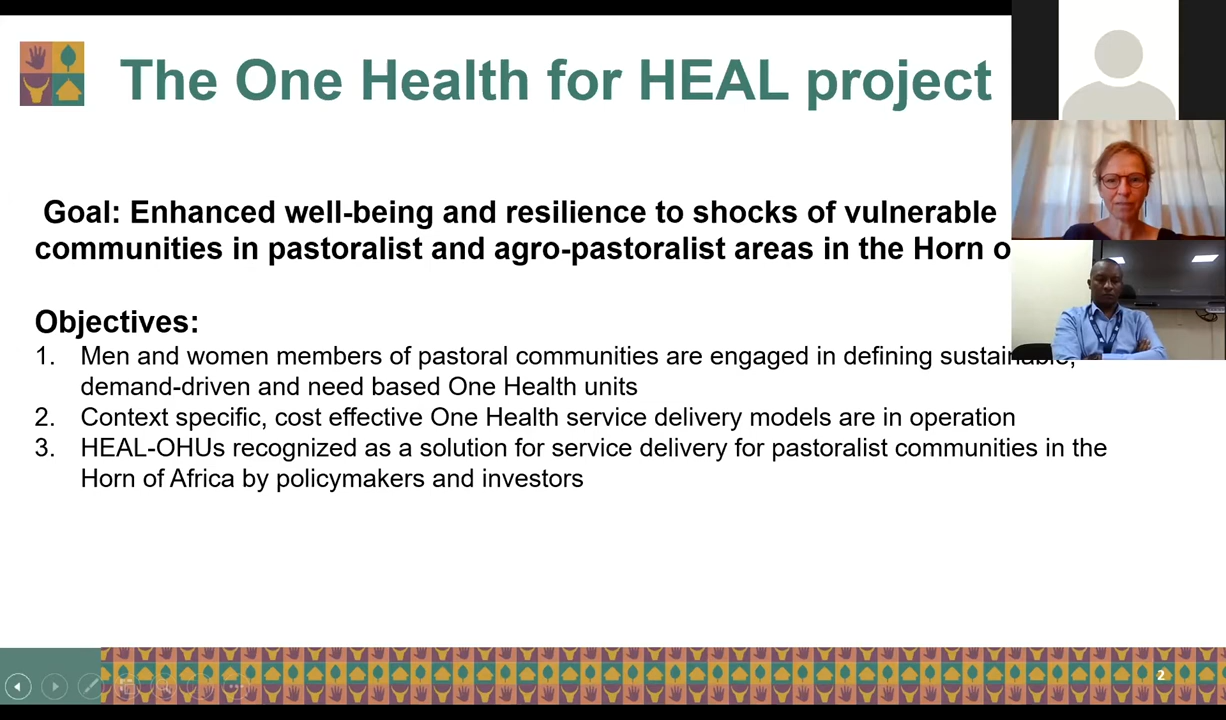 The One Health for HEAL project
Goal: Enhanced well-being and resilience to shocks of vulnerable
communities in pastoralist and agro-pastoralist areas in the Horn o
Objectives:
1. Men and women members of pastoral communities are engaged in defining sustainable,
demand-driven and need based One Health units
2. Context specific, cost effective One Health service delivery models are in operation
3. HEAL-OHUs recognized as a solution for service delivery for pastoralist communities in the
Horn of Africa by policymakers and investors
2